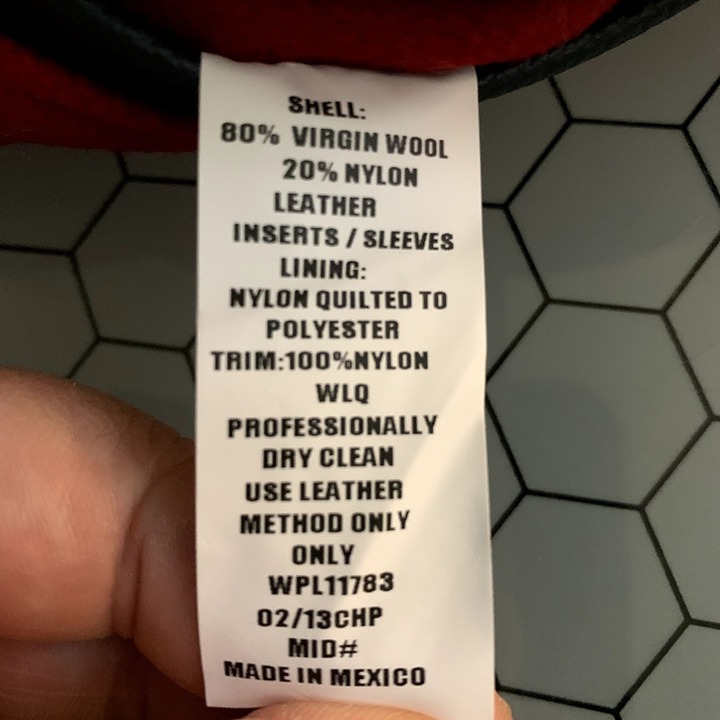 SHELL:
80% VIRGIN WOOL
20% NYLON
LEATHER
INSERTS / SLEEVES
LINING:
NYLON QUILTED TO
POLYESTER
TRIM:100%NYLON
WLQ
PROFESSIONALLY
DRY CLEAN
USE LEATHER
METHOD ONLY
ONLY
WPL11783
02/13CHP
MID#
MADE IN MEXICO